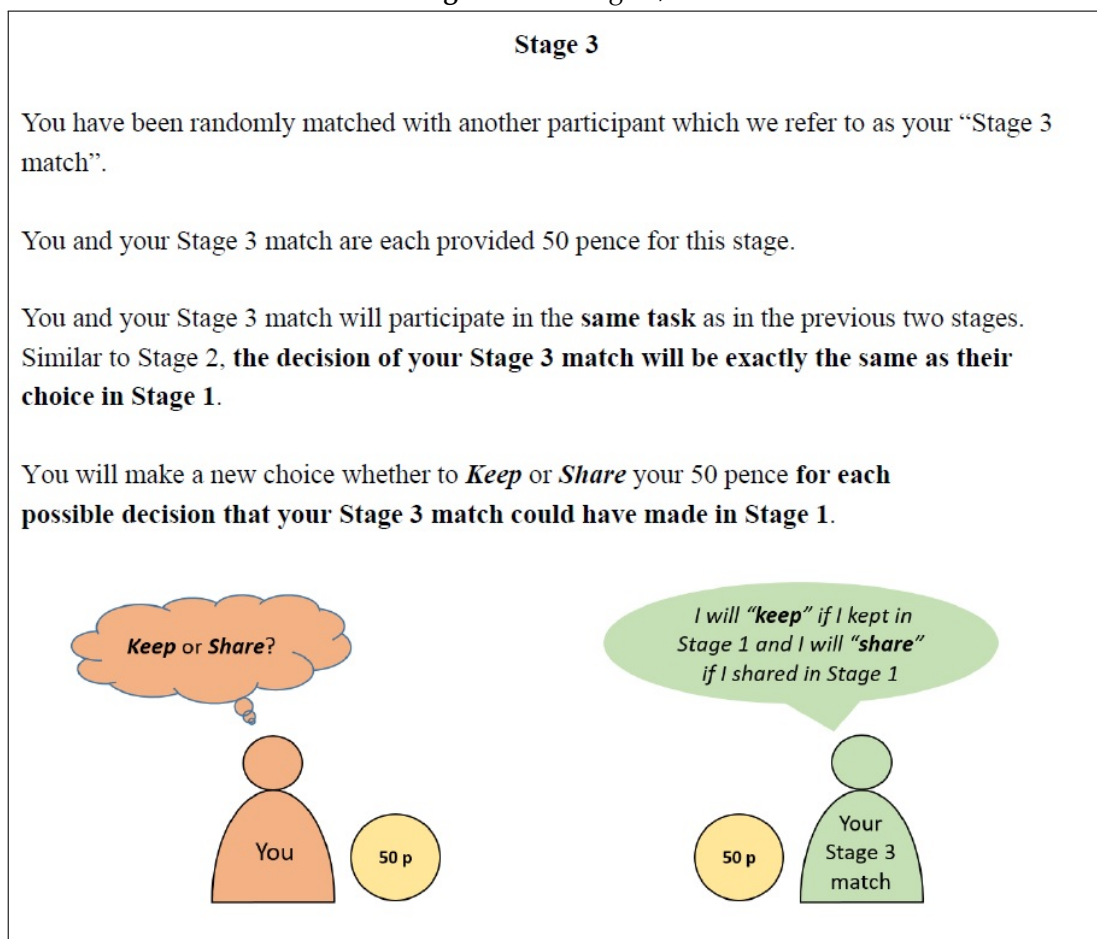 Stage 3
You have been randomly matched with another participant which we refer to as your “Stage 3
match”.
You and your Stage 3 match are each provided 50 pence for this stage.
You and your Stage 3 match will participate in the same task as in the previous two stages.
Similar to Stage 2, the decision of your Stage 3 match will be exactly the same as their
choice in Stage 1.
You will make a new choice whether to Keep or Share your 50 pence for each
possible decision that your Stage 3 match could have made in Stage 1.
Keep or Share?
I will “keep” if I kept in
Stage 1 and I will “share”
if I shared in Stage 1
You
50 p
50 p
Your
Stage 3
match